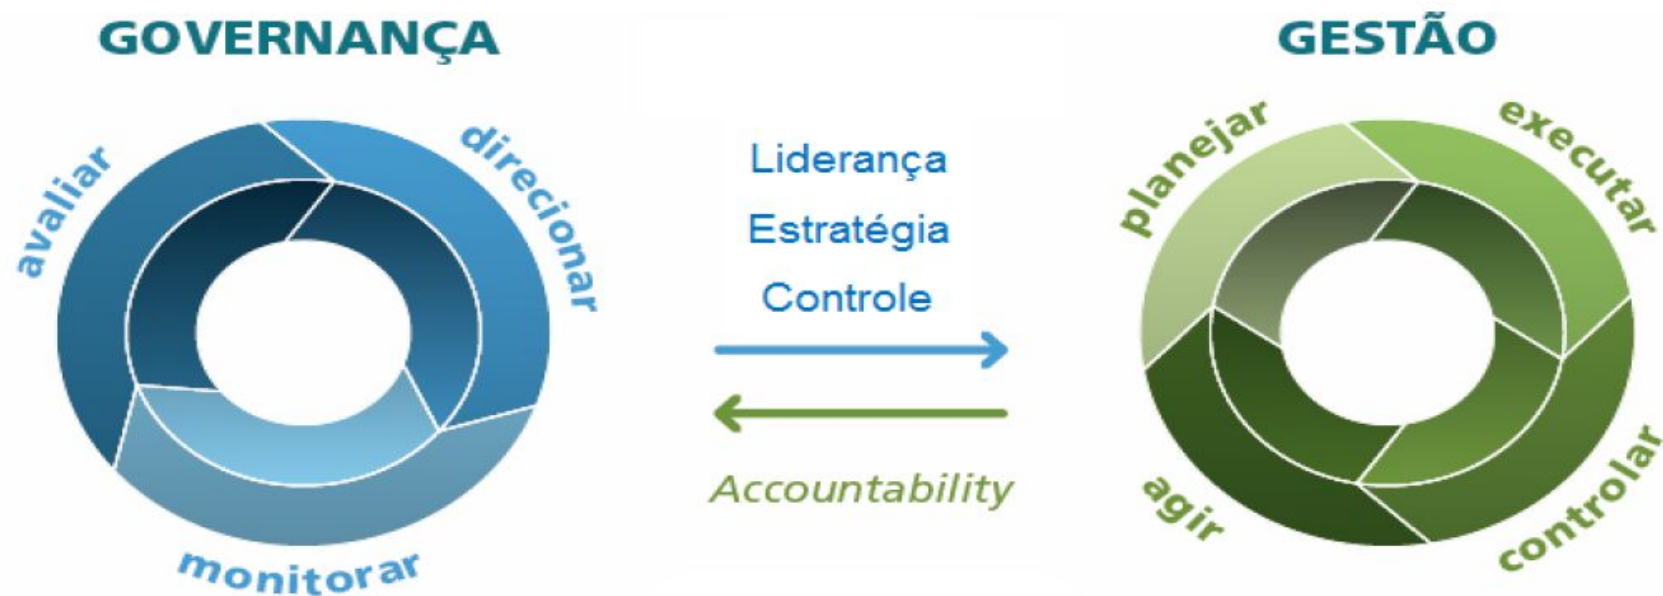 GOVERNANÇA
avaliar
direcionar
monitorar
Liderança
Estratégia
Controle
Accountability
GESTÃO
planejar
executar
controlar
agir